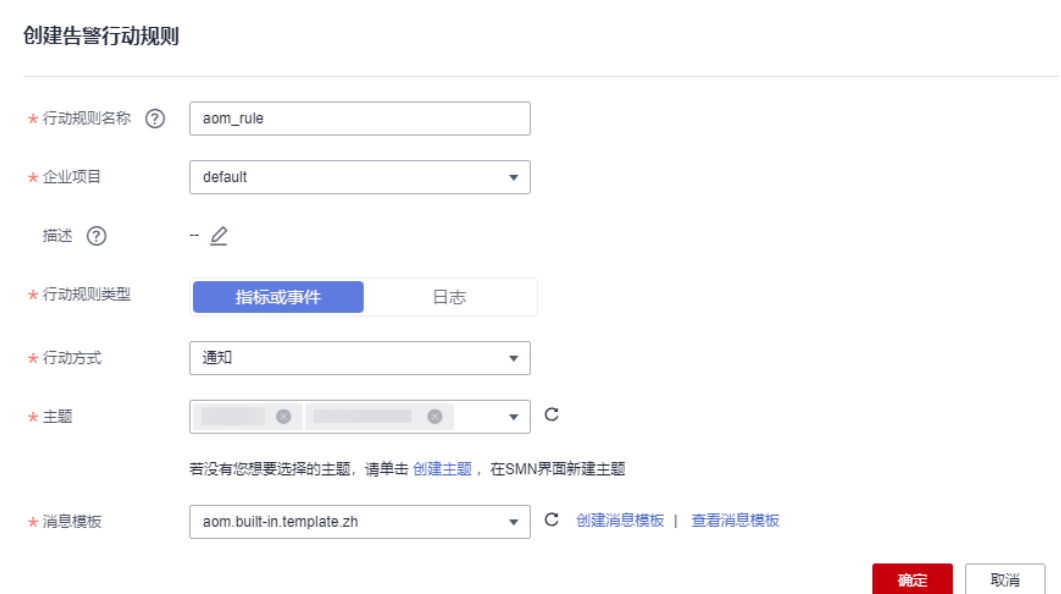 创建告警行动规则
* 行动规则名称 ? aom_rule
* 企业项目 default
描述 ? --
* 行动规则类型 指标或事件 日志
* 行动方式 通知
* 主题
若没有您想要选择的主题，请单击 创建主题 ，在SMN界面新建主题
* 消息模板 aom.built-in.template.zh 创建消息模板 | 查看消息模板
确定 取消